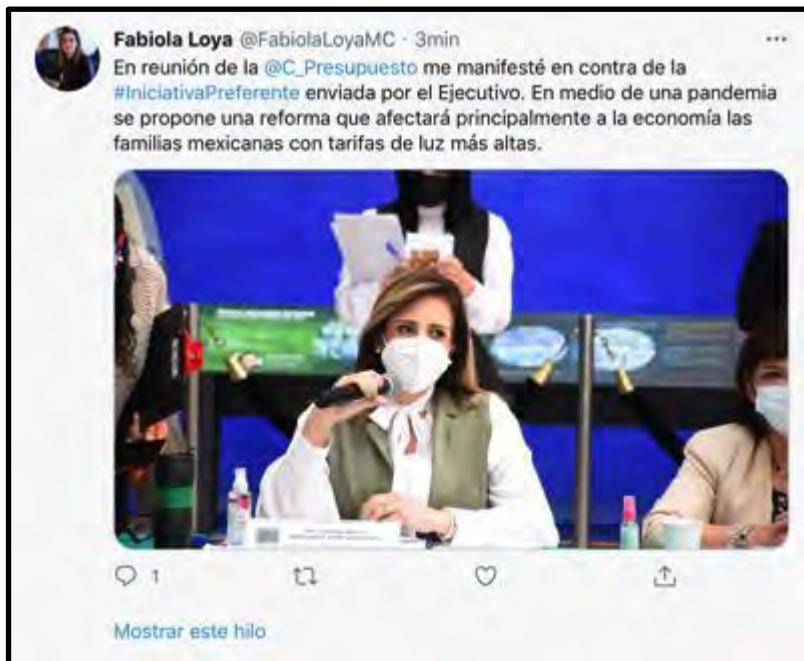 Fabiola Loya @FabiolaLoyaMC · 3min
En reunión de la @C_Presupuesto me manifesté en contra de la
#IniciativaPreferente enviada por el Ejecutivo. En medio de una pandemia
se propone una reforma que afectará principalmente a la economía las
familias mexicanas con tarifas de luz más altas.
1
Mostrar este hilo